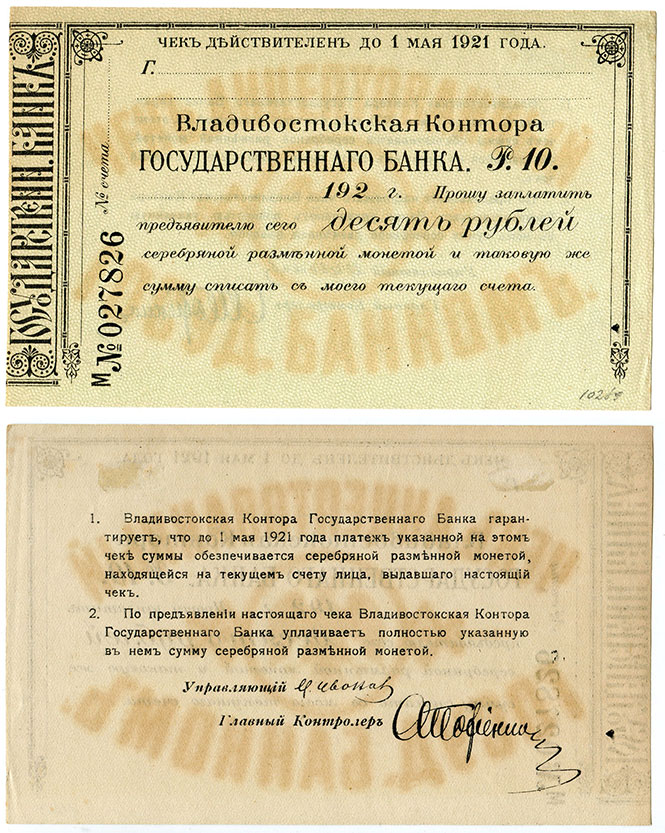 ЧЕКЪ ДѢЙСТВИТЕЛЕНЪ ДО 1 МАЯ 1921 ГОДА.
Г.
Владивостокская Контора
ГОСУДАРСТВЕННАГО БАНКА. Р. 10.
192 г. Прошу заплатить
предъявителю сего десять рублей
серебряной размѣнной монетой и таковую же
сумму списать съ моего текущаго счета.
ГОСУДАРСТВЕНН. БАНКЪ
№ счета
М № 027826
1. Владивостокская Контора Государственнаго Банка гаран-
тируетъ, что до 1 мая 1921 года платежъ указанной на этомъ
чекѣ суммы обезпечивается серебряной размѣнной монетой,
находящейся на текущемъ счету лица, выдавшаго настоящій
чекъ.
2. По предъявленіи настоящаго чека Владивостокская Контора
Государственнаго Банка уплачиваетъ полностью указанную
въ немъ сумму серебряной размѣнной монетой.
Управляющій
Главный Контролеръ